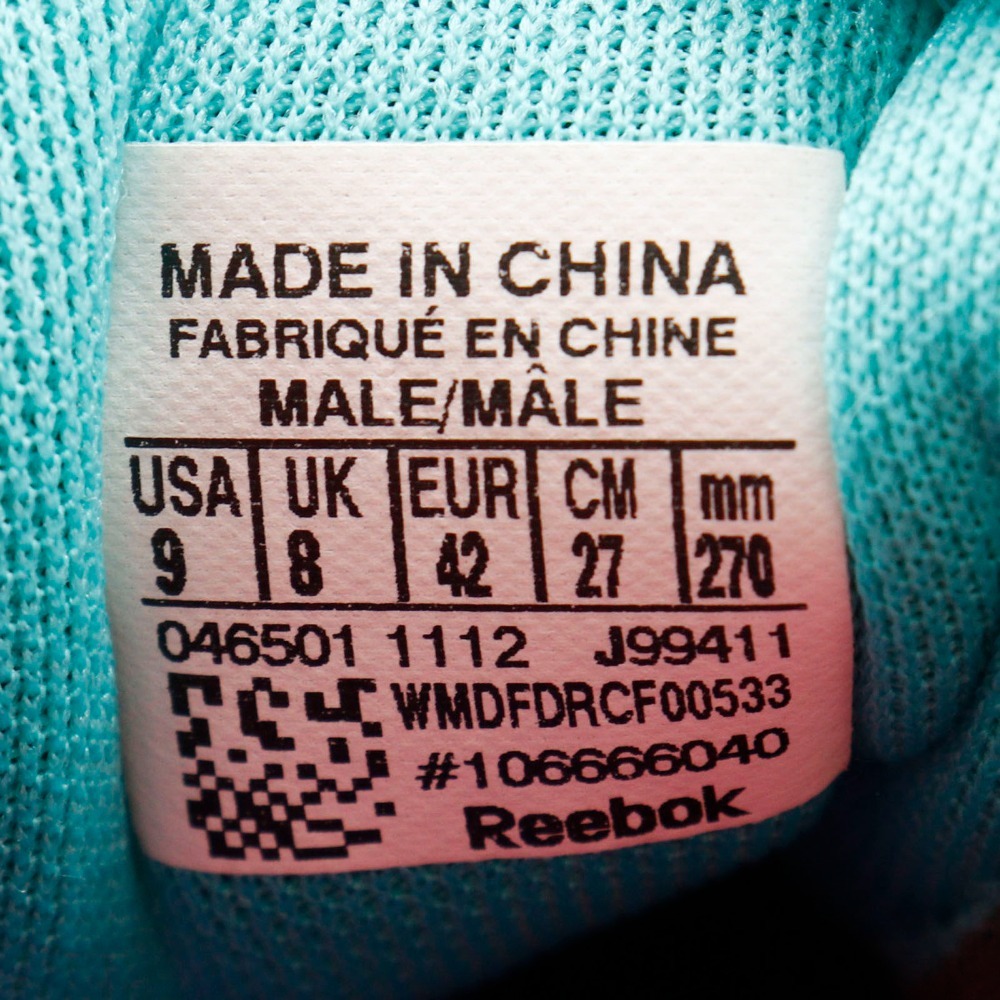 MADE IN CHINA
FABRIQUÉ EN CHINE
MALE/MÂLE
USA UK EUR CM mm
9 8 42 27 270
046501 1112 J99411
WMDFDRCF00533
#106666040
Reebok